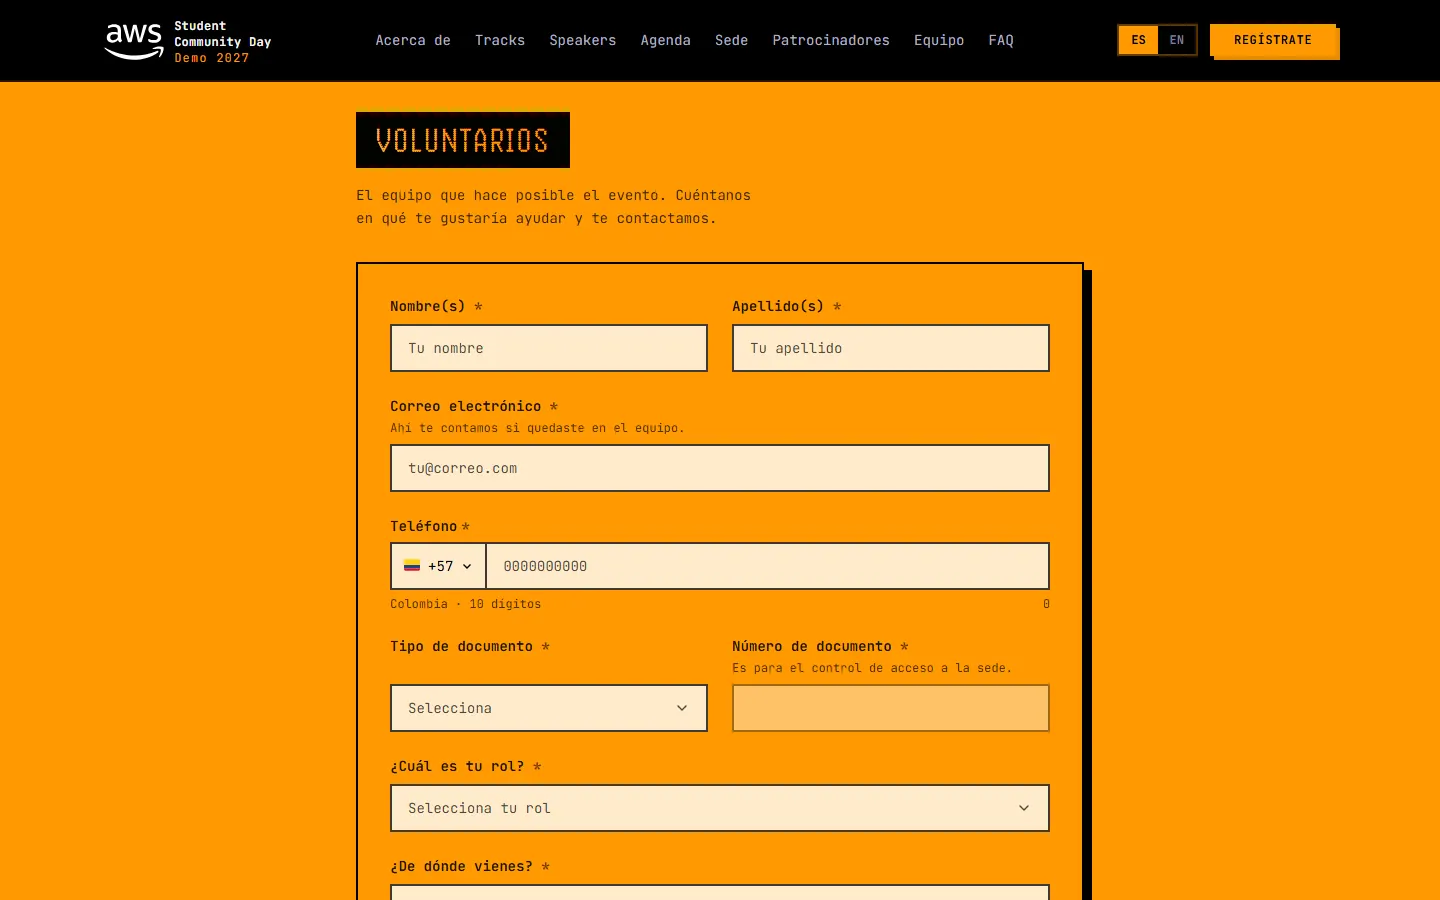 aws
Student
Community Day
Demo 2027
Acerca de
Tracks
Speakers
Agenda
Sede
Patrocinadores
Equipo
FAQ
ES
EN
REGÍSTRATE
VOLUNTARIOS
El equipo que hace posible el evento. Cuéntanos
en qué te gustaría ayudar y te contactamos.
Nombre(s) *
Apellido(s) *
Tu nombre
Tu apellido
Correo electrónico *
Ahí te contamos si quedaste en el equipo.
tu@correo.com
Teléfono *
+57
0000000000
Colombia · 10 dígitos
0
Tipo de documento *
Número de documento *
Es para el control de acceso a la sede.
Selecciona
¿Cuál es tu rol? *
Selecciona tu rol
¿De dónde vienes? *